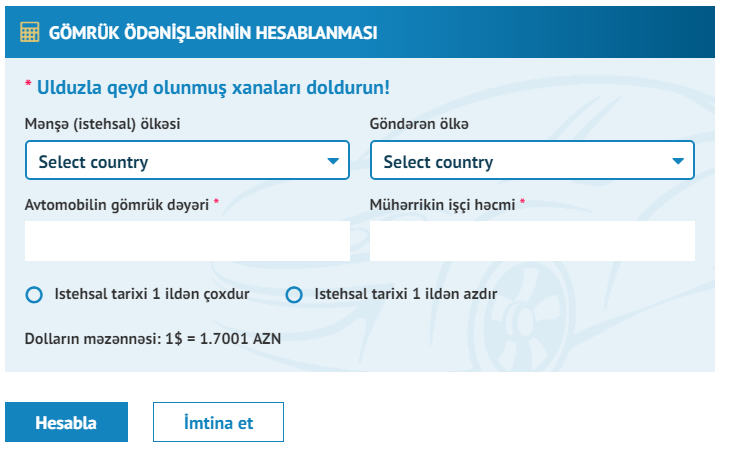 GÖMRÜK ÖDƏNİŞLƏRİNİN HESABLANMASI
* Ulduzla qeyd olunmuş xanaları doldurun!
Mənşə (istehsal) ölkəsi
Göndərən ölkə
Select country
Select country
Avtomobilin gömrük dəyəri *
Mühərrikin işçi həcmi *
Istehsal tarixi 1 ildən çoxdur
Istehsal tarixi 1 ildən azdır
Dolların məzənnəsi: 1$ = 1.7001 AZN
Hesabla
İmtina et